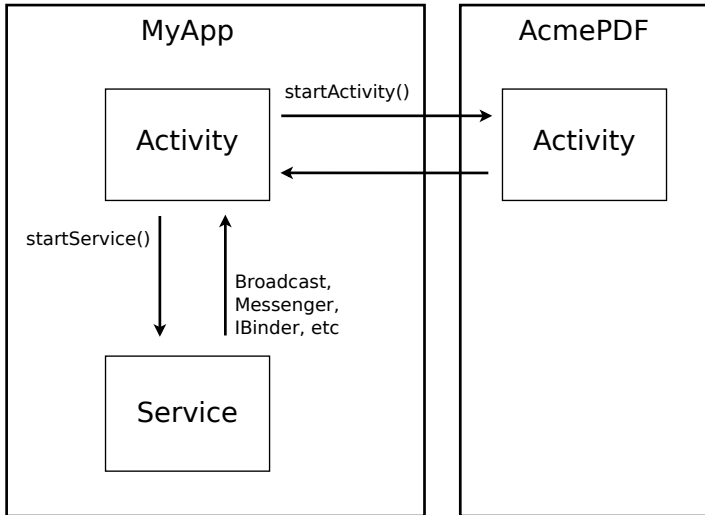 MyApp
AcmePDF
startActivity()
Activity
Activity
startService()
Broadcast,
Messenger,
IBinder, etc
Service